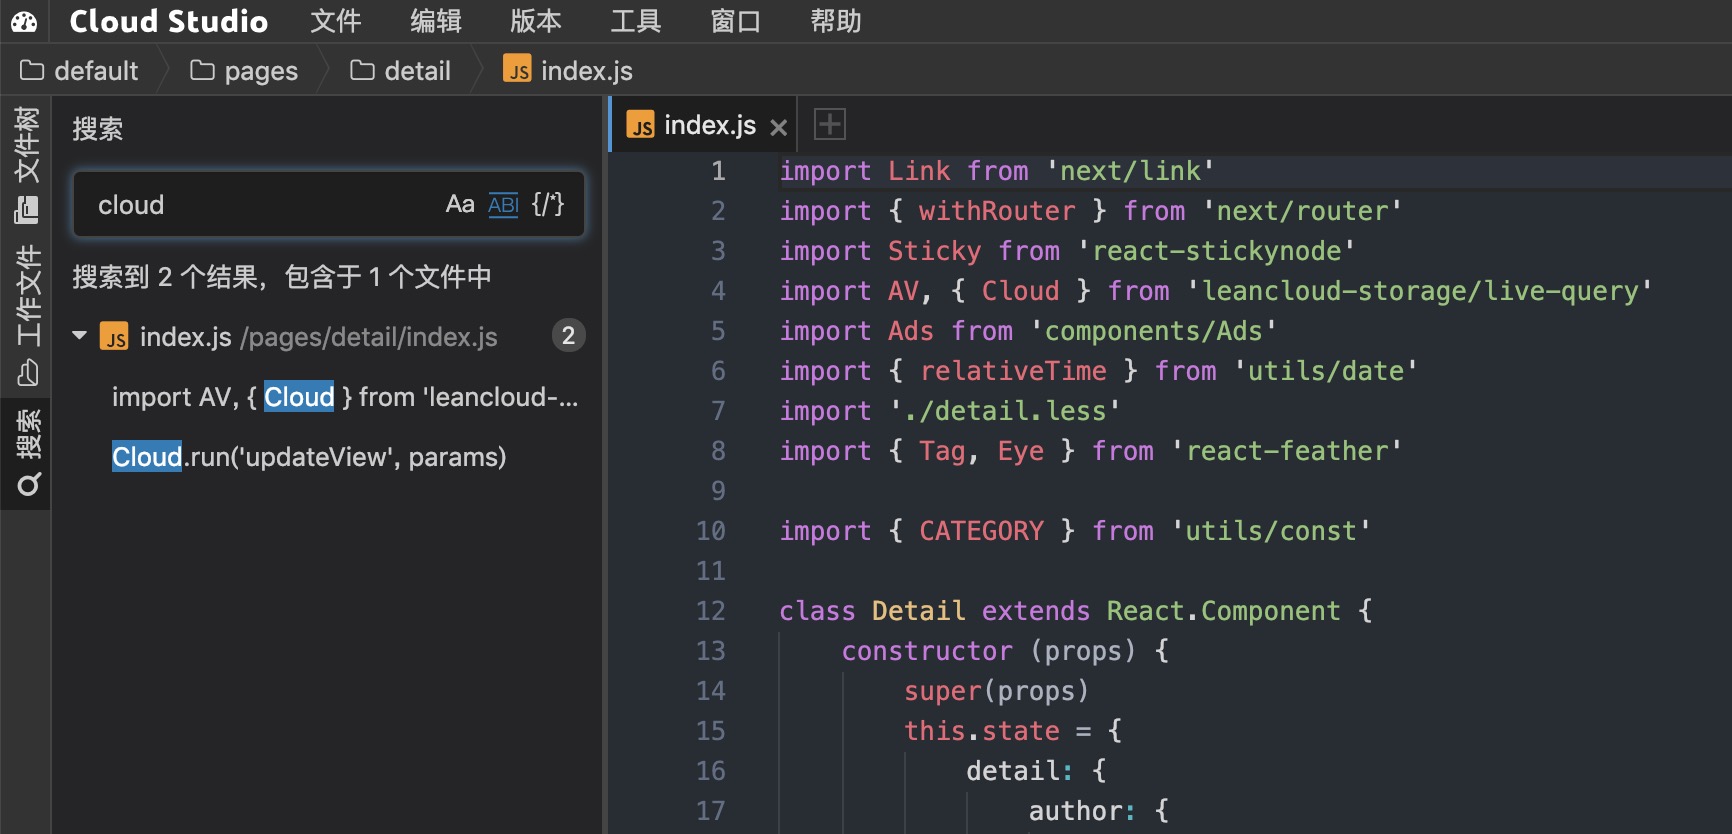 Cloud Studio 文件 编辑 版本 工具 窗口 帮助
default pages detail JS index.js
文件树
工作文件
搜索
搜索
cloud Aa ABI {/*}
搜索到 2 个结果，包含于 1 个文件中
JS index.js /pages/detail/index.js 2
import AV, { Cloud } from 'leancloud-...
Cloud.run('updateView', params)
JS index.js
1 import Link from 'next/link'
2 import { withRouter } from 'next/router'
3 import Sticky from 'react-stickynode'
4 import AV, { Cloud } from 'leancloud-storage/live-query'
5 import Ads from 'components/Ads'
6 import { relativeTime } from 'utils/date'
7 import './detail.less'
8 import { Tag, Eye } from 'react-feather'
9
10 import { CATEGORY } from 'utils/const'
11
12 class Detail extends React.Component {
13 constructor (props) {
14 super(props)
15 this.state = {
16 detail: {
17 author: {